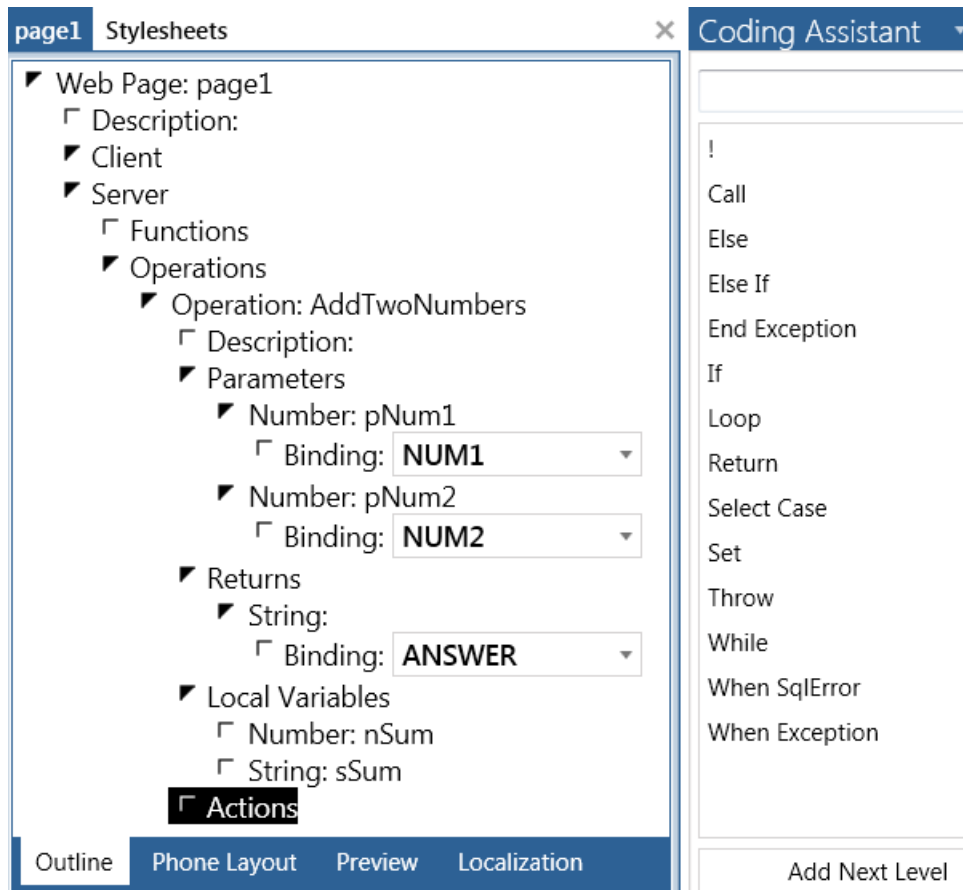 page1 Stylesheets
Web Page: page1
Description:
Client
Server
Functions
Operations
Operation: AddTwoNumbers
Description:
Parameters
Number: pNum1
Binding: NUM1
Number: pNum2
Binding: NUM2
Returns
String:
Binding: ANSWER
Local Variables
Number: nSum
String: sSum
Actions
Outline Phone Layout Preview Localization
Coding Assistant
!
Call
Else
Else If
End Exception
If
Loop
Return
Select Case
Set
Throw
While
When SqlError
When Exception
Add Next Level